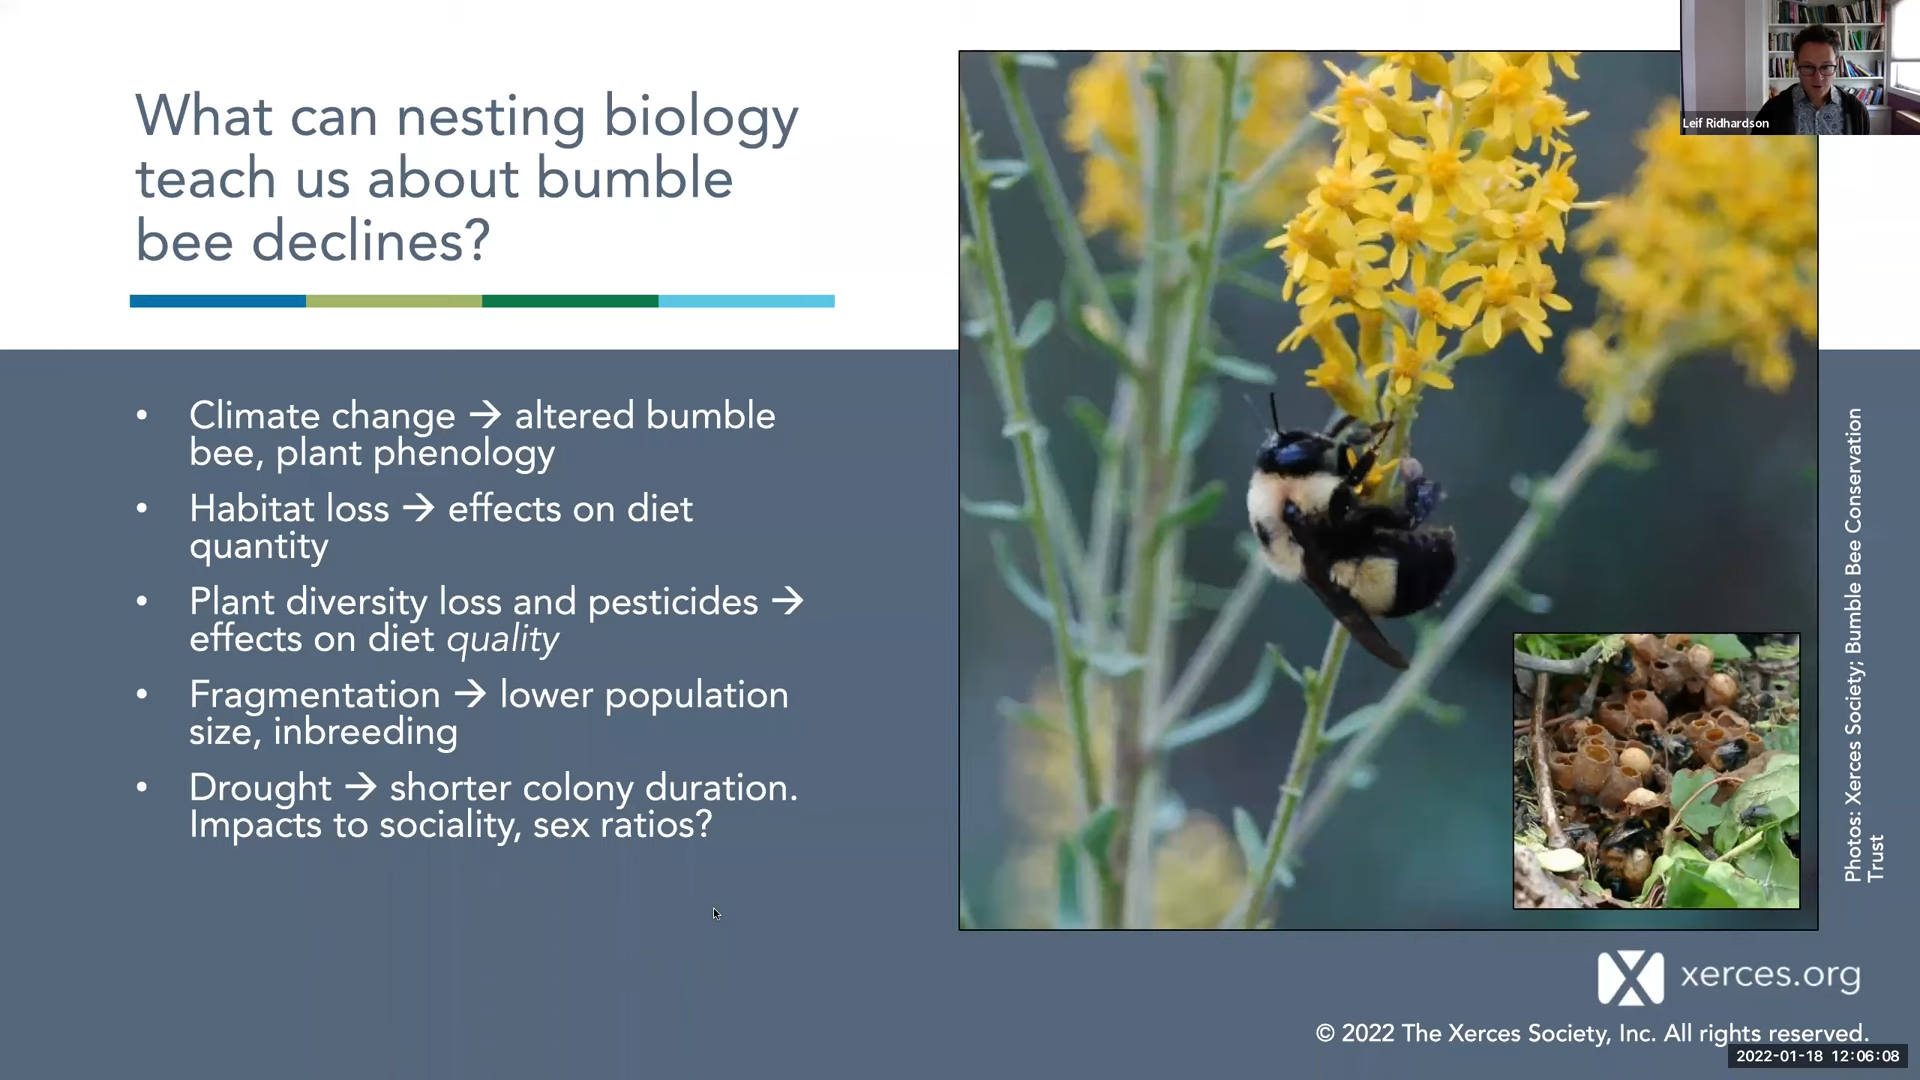 What can nesting biology
teach us about bumble
bee declines?
• Climate change → altered bumble
bee, plant phenology
• Habitat loss → effects on diet
quantity
• Plant diversity loss and pesticides →
effects on diet quality
• Fragmentation → lower population
size, inbreeding
• Drought → shorter colony duration.
Impacts to sociality, sex ratios?
Leif Ridhardson
Photos: Xerces Society; Bumble Bee Conservation
Trust
xerces.org
© 2022 The Xerces Society, Inc. All rights reserved.
2022-01-18 12:06:08